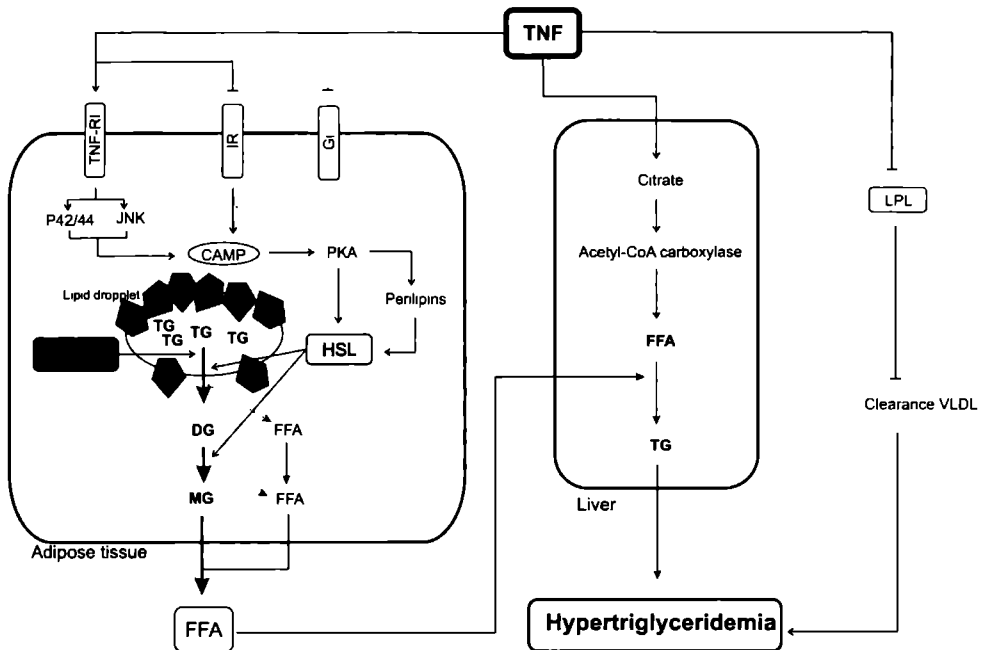 TNF
TNF-RI
IR
GI
Citrate
LPL
P42/44
JNK
Acetyl-CoA carboxylase
CAMP
PKA
Lipid dropplet
Perilipins
TG
TG
TG
TG
HSL
FFA
Clearance VLDL
DG
FFA
TG
MG
FFA
Liver
Adipose tissue
FFA
Hypertriglyceridemia